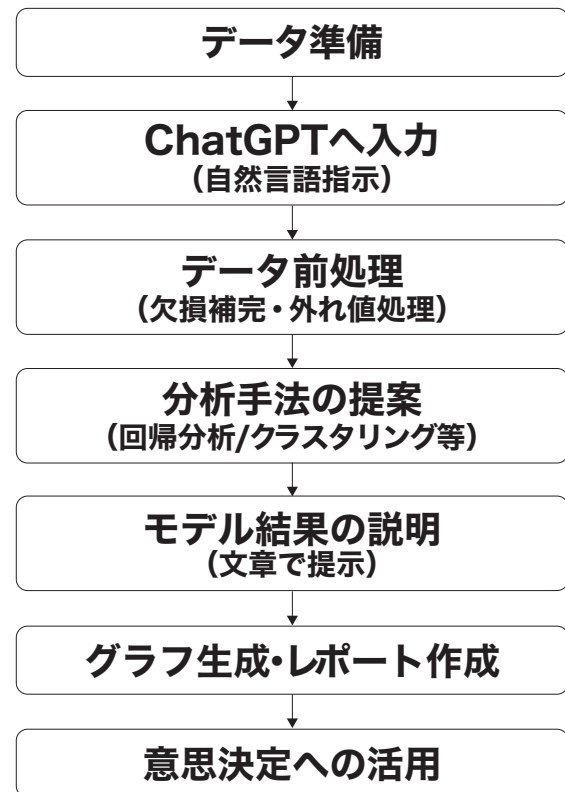 データ準備
ChatGPTへ入力
（自然言語指示）
データ前処理
（欠損補完・外れ値処理）
分析手法の提案
（回帰分析/クラスタリング等）
モデル結果の説明
（文章で提示）
グラフ生成・レポート作成
意思決定への活用